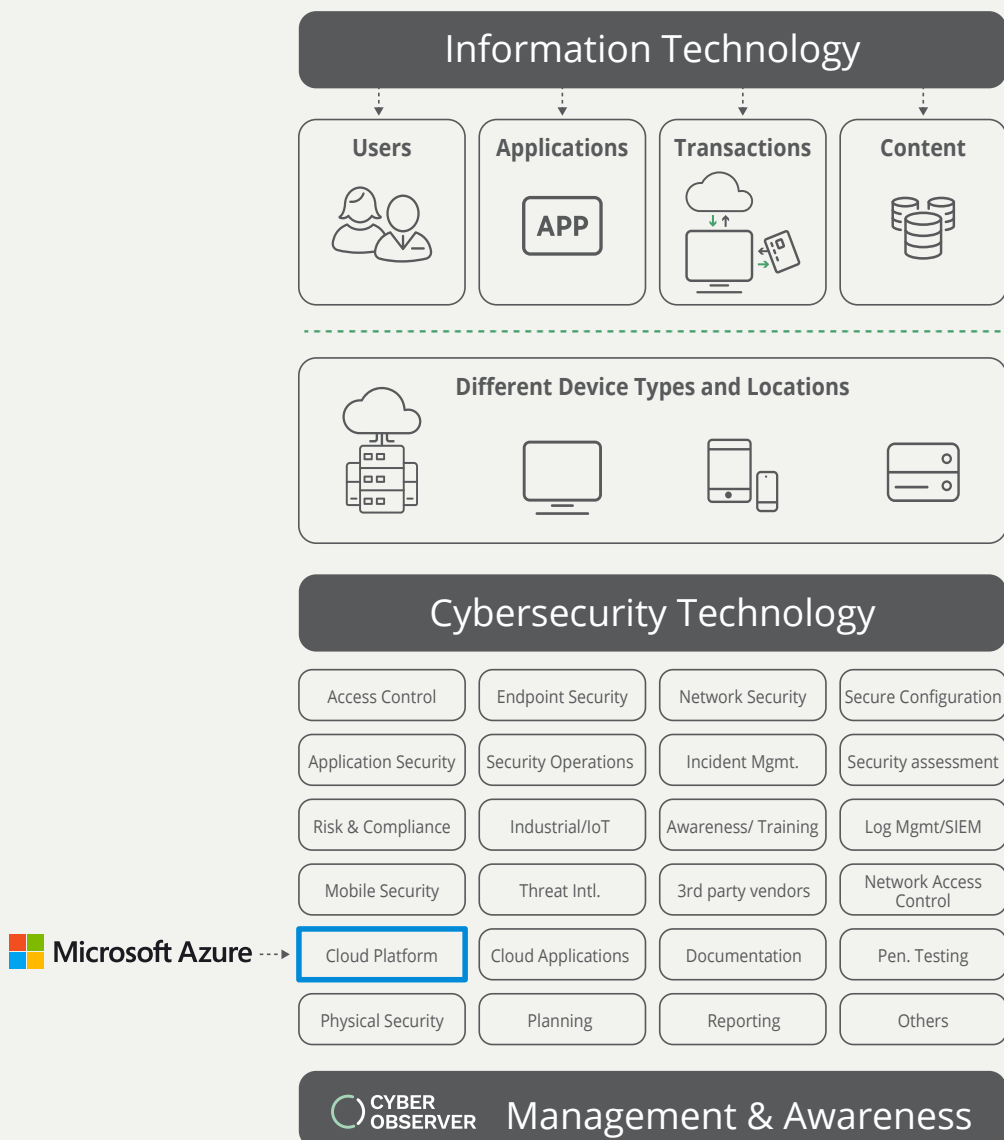 Information Technology
Users
Applications
Transactions
Content
APP
Different Device Types and Locations
Cybersecurity Technology
Access Control
Endpoint Security
Network Security
Secure Configuration
Application Security
Security Operations
Incident Mgmt.
Security assessment
Risk & Compliance
Industrial/IoT
Awareness/ Training
Log Mgmt/SIEM
Mobile Security
Threat Intl.
3rd party vendors
Network Access
Control
Microsoft Azure
Cloud Platform
Cloud Applications
Documentation
Pen. Testing
Physical Security
Planning
Reporting
Others
CYBER
OBSERVER
Management & Awareness